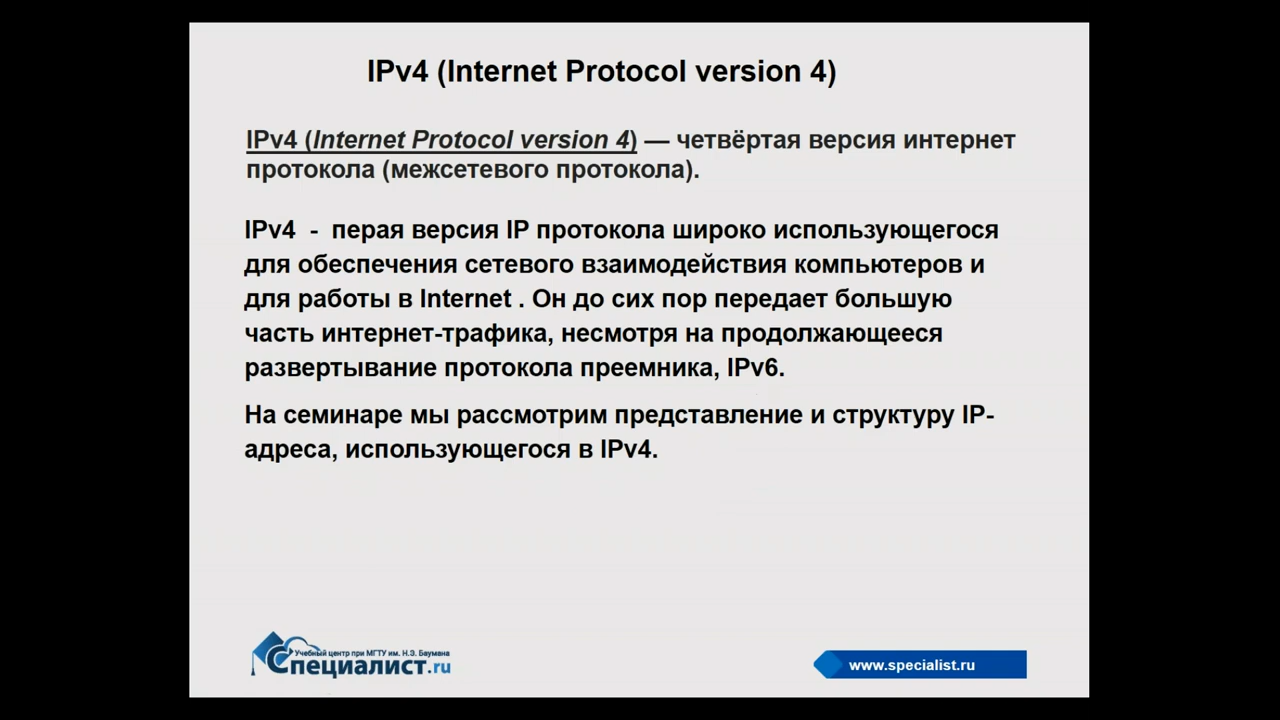 IPv4 (Internet Protocol version 4)
IPv4 (Internet Protocol version 4) — четвёртая версия интернет
протокола (межсетевого протокола).
IPv4 - перая версия IP протокола широко использующегося
для обеспечения сетевого взаимодействия компьютеров и
для работы в Internet . Он до сих пор передает большую
часть интернет-трафика, несмотря на продолжающееся
развертывание протокола преемника, IPv6.
На семинаре мы рассмотрим представление и структуру IP-
адреса, использующегося в IPv4.
Учебный центр при МГТУ им. Н.Э. Баумана
Специалист.ru
www.specialist.ru